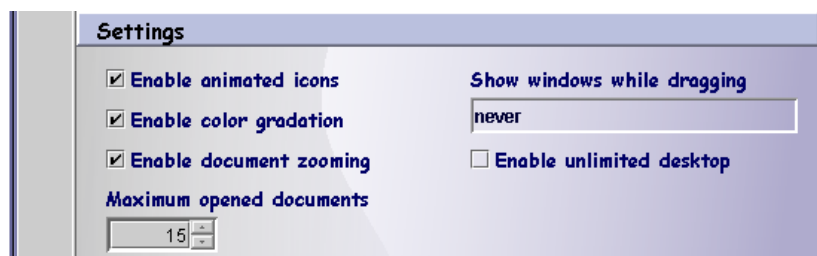 Settings
Enable animated icons
Show windows while dragging
Enable color gradation
never
Enable document zooming
Enable unlimited desktop
Maximum opened documents
15